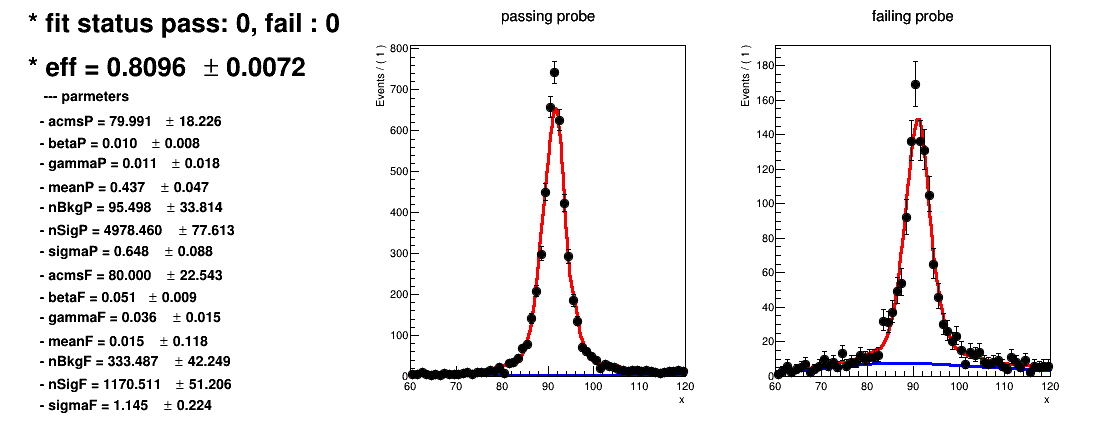 * fit status pass: 0, fail : 0
* eff = 0.8096 ± 0.0072
--- parmeters
- acmsP = 79.991 ± 18.226
- betaP = 0.010 ± 0.008
- gammaP = 0.011 ± 0.018
- meanP = 0.437 ± 0.047
- nBkgP = 95.498 ± 33.814
- nSigP = 4978.460 ± 77.613
- sigmaP = 0.648 ± 0.088
- acmsF = 80.000 ± 22.543
- betaF = 0.051 ± 0.009
- gammaF = 0.036 ± 0.015
- meanF = 0.015 ± 0.118
- nBkgF = 333.487 ± 42.249
- nSigF = 1170.511 ± 51.206
- sigmaF = 1.145 ± 0.224
passing probe
Events / ( 1 )
800
700
600
500
400
300
200
100
0
60 70 80 90 100 110 120
x
failing probe
Events / ( 1 )
180
160
140
120
100
80
60
40
20
0
60 70 80 90 100 110 120
x